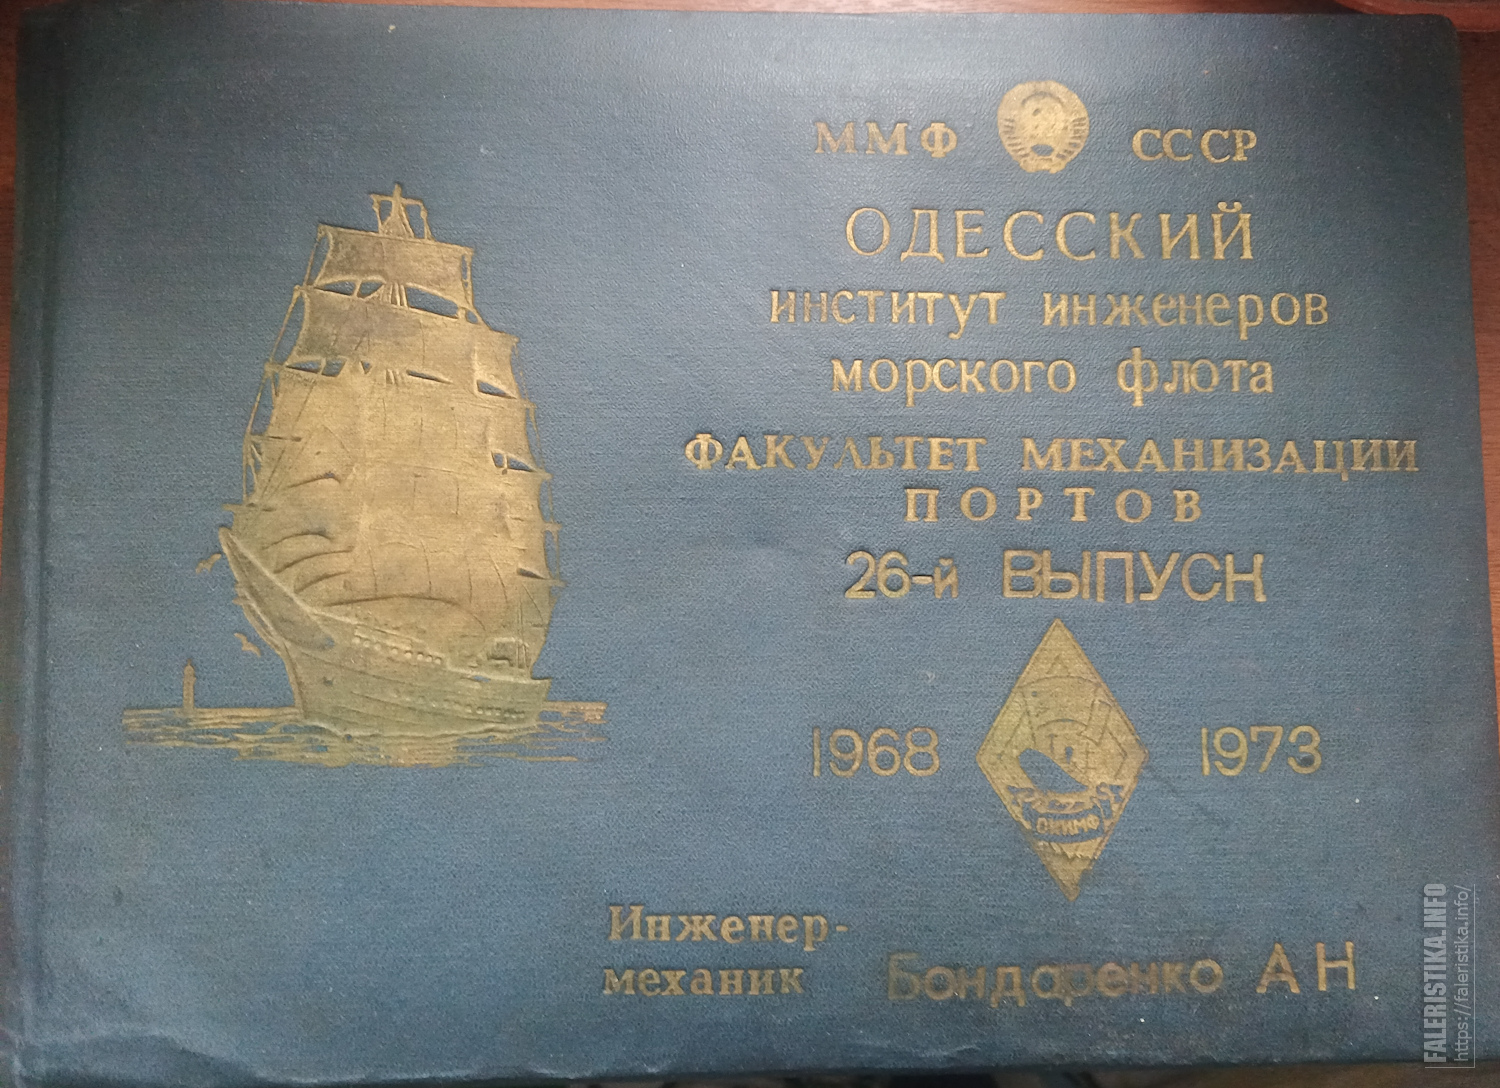 ММФ СССР
ОДЕССКИЙ
ИНСТИТУТ ИНЖЕНЕРОВ
МОРСКОГО ФЛОТА
ФАКУЛЬТЕТ МЕХАНИЗАЦИИ
ПОРТОВ
26-й ВЫПУСК
1968 1973
ОИИМФ
Инженер-
механик
Бондаренко А Н
FALERISTIKA.INFO
https://faleristika.info/